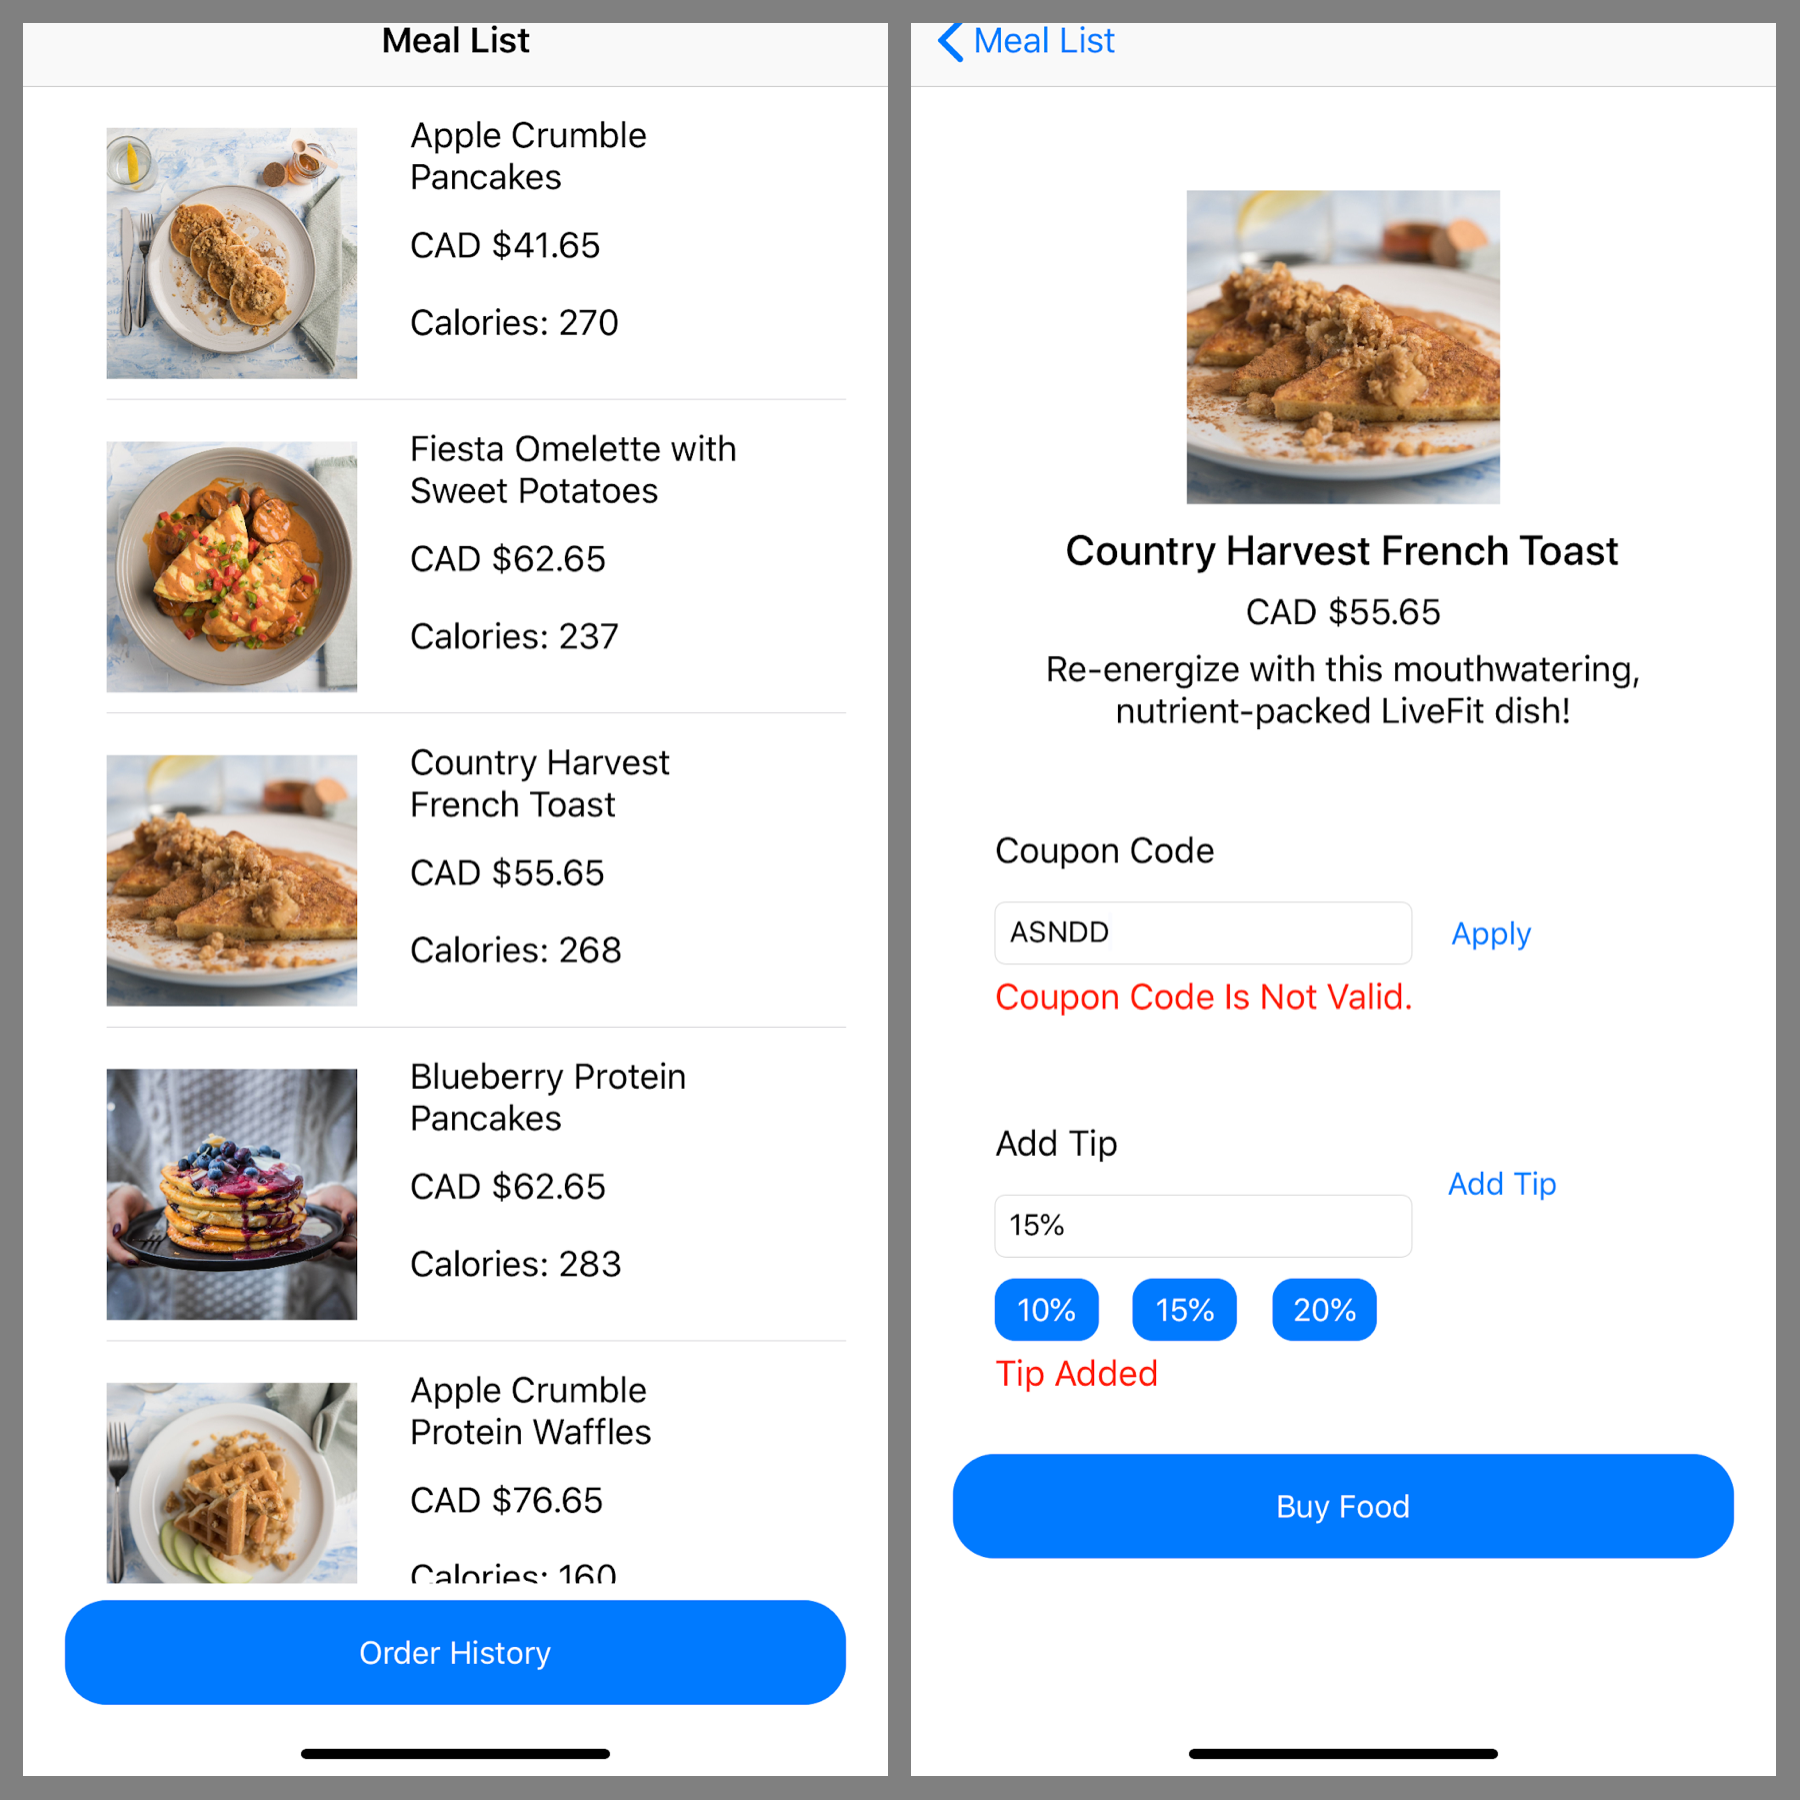 Meal List
Apple Crumble
Pancakes
CAD $41.65
Calories: 270
Fiesta Omelette with
Sweet Potatoes
CAD $62.65
Calories: 237
Country Harvest
French Toast
CAD $55.65
Calories: 268
Blueberry Protein
Pancakes
CAD $62.65
Calories: 283
Apple Crumble
Protein Waffles
CAD $76.65
Calories: 160
Order History
Meal List
Country Harvest French Toast
CAD $55.65
Re-energize with this mouthwatering,
nutrient-packed LiveFit dish!
Coupon Code
ASNDD
Apply
Coupon Code Is Not Valid.
Add Tip
Add Tip
15%
10% 15% 20%
Tip Added
Buy Food